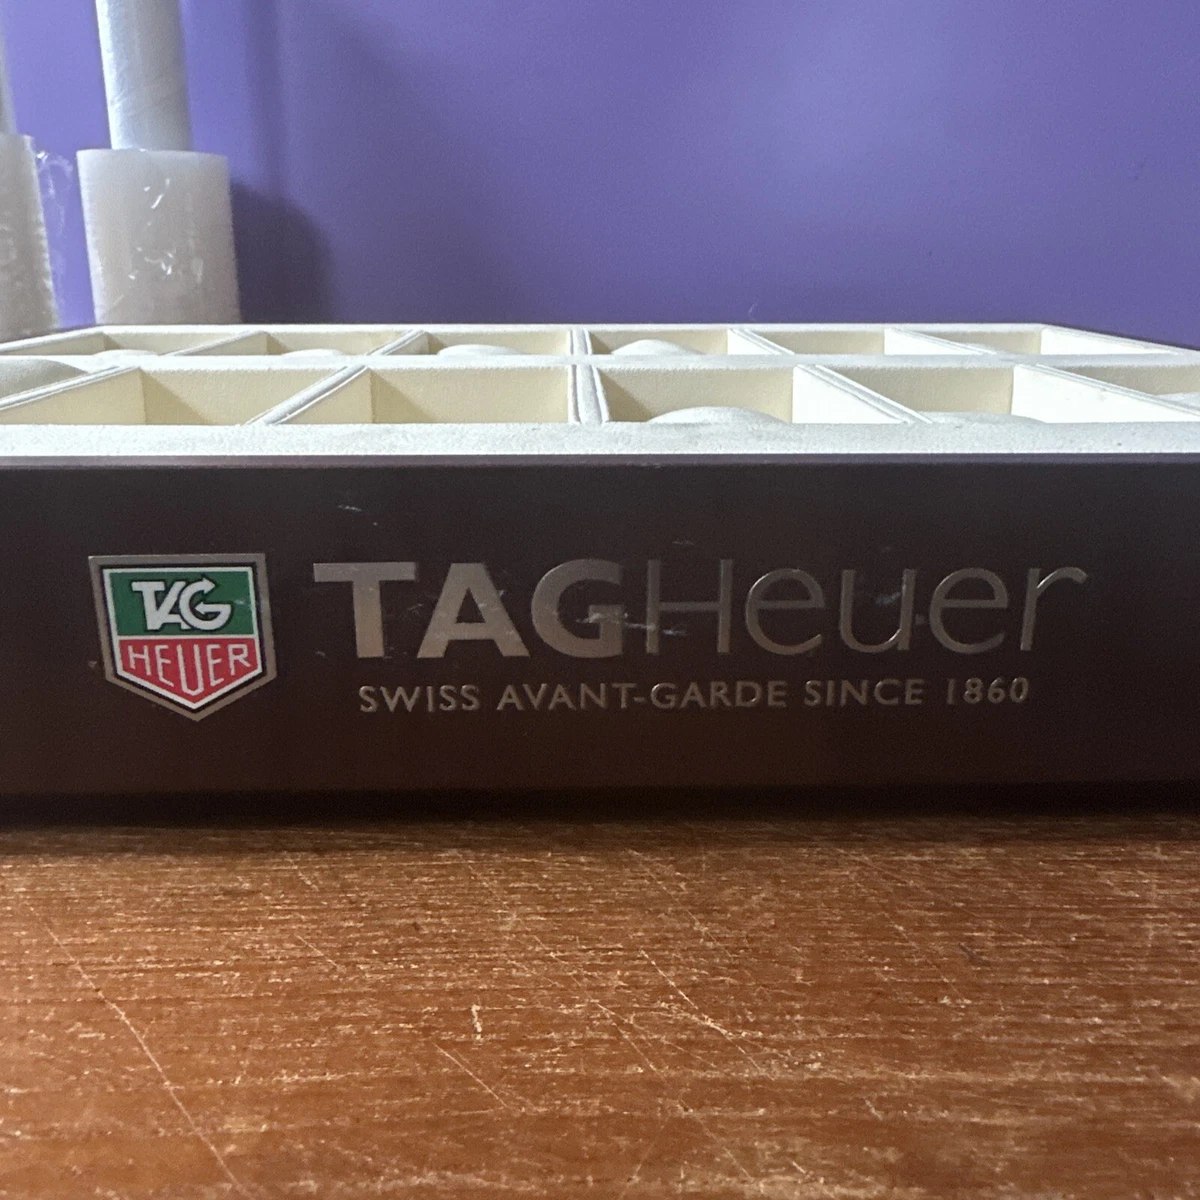 TAG
HEUER
TAGHeuer
SWISS AVANT-GARDE SINCE 1860